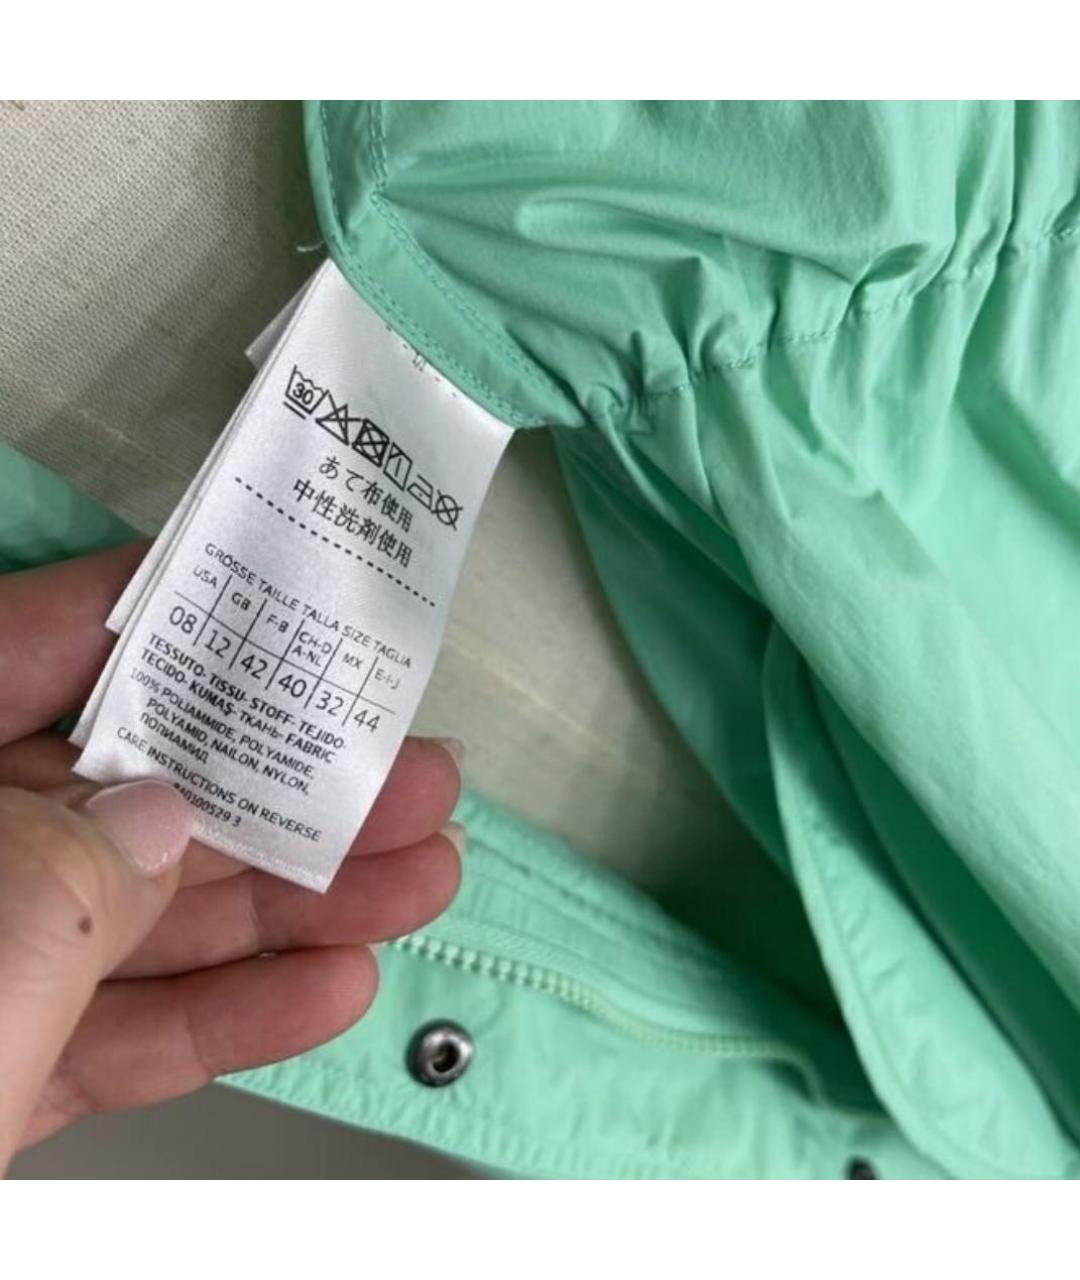 30
あて布使用
中性洗剤使用
GRÖSSE TAILLE TALLA SIZE TAGLIA
USA GB F-B CH-D A-NL MX E-I-J
08 12 42 40 32 44
TESSUTO- TISSU- STOFF- TEJIDO-
TECIDO- KUMAŞ- ТКАНЬ- FABRIC
100% POLIAMMIDE, POLYAMIDE,
POLYAMID, NAILON, NYLON,
ПОЛИАМИД
CARE INSTRUCTIONS ON REVERSE